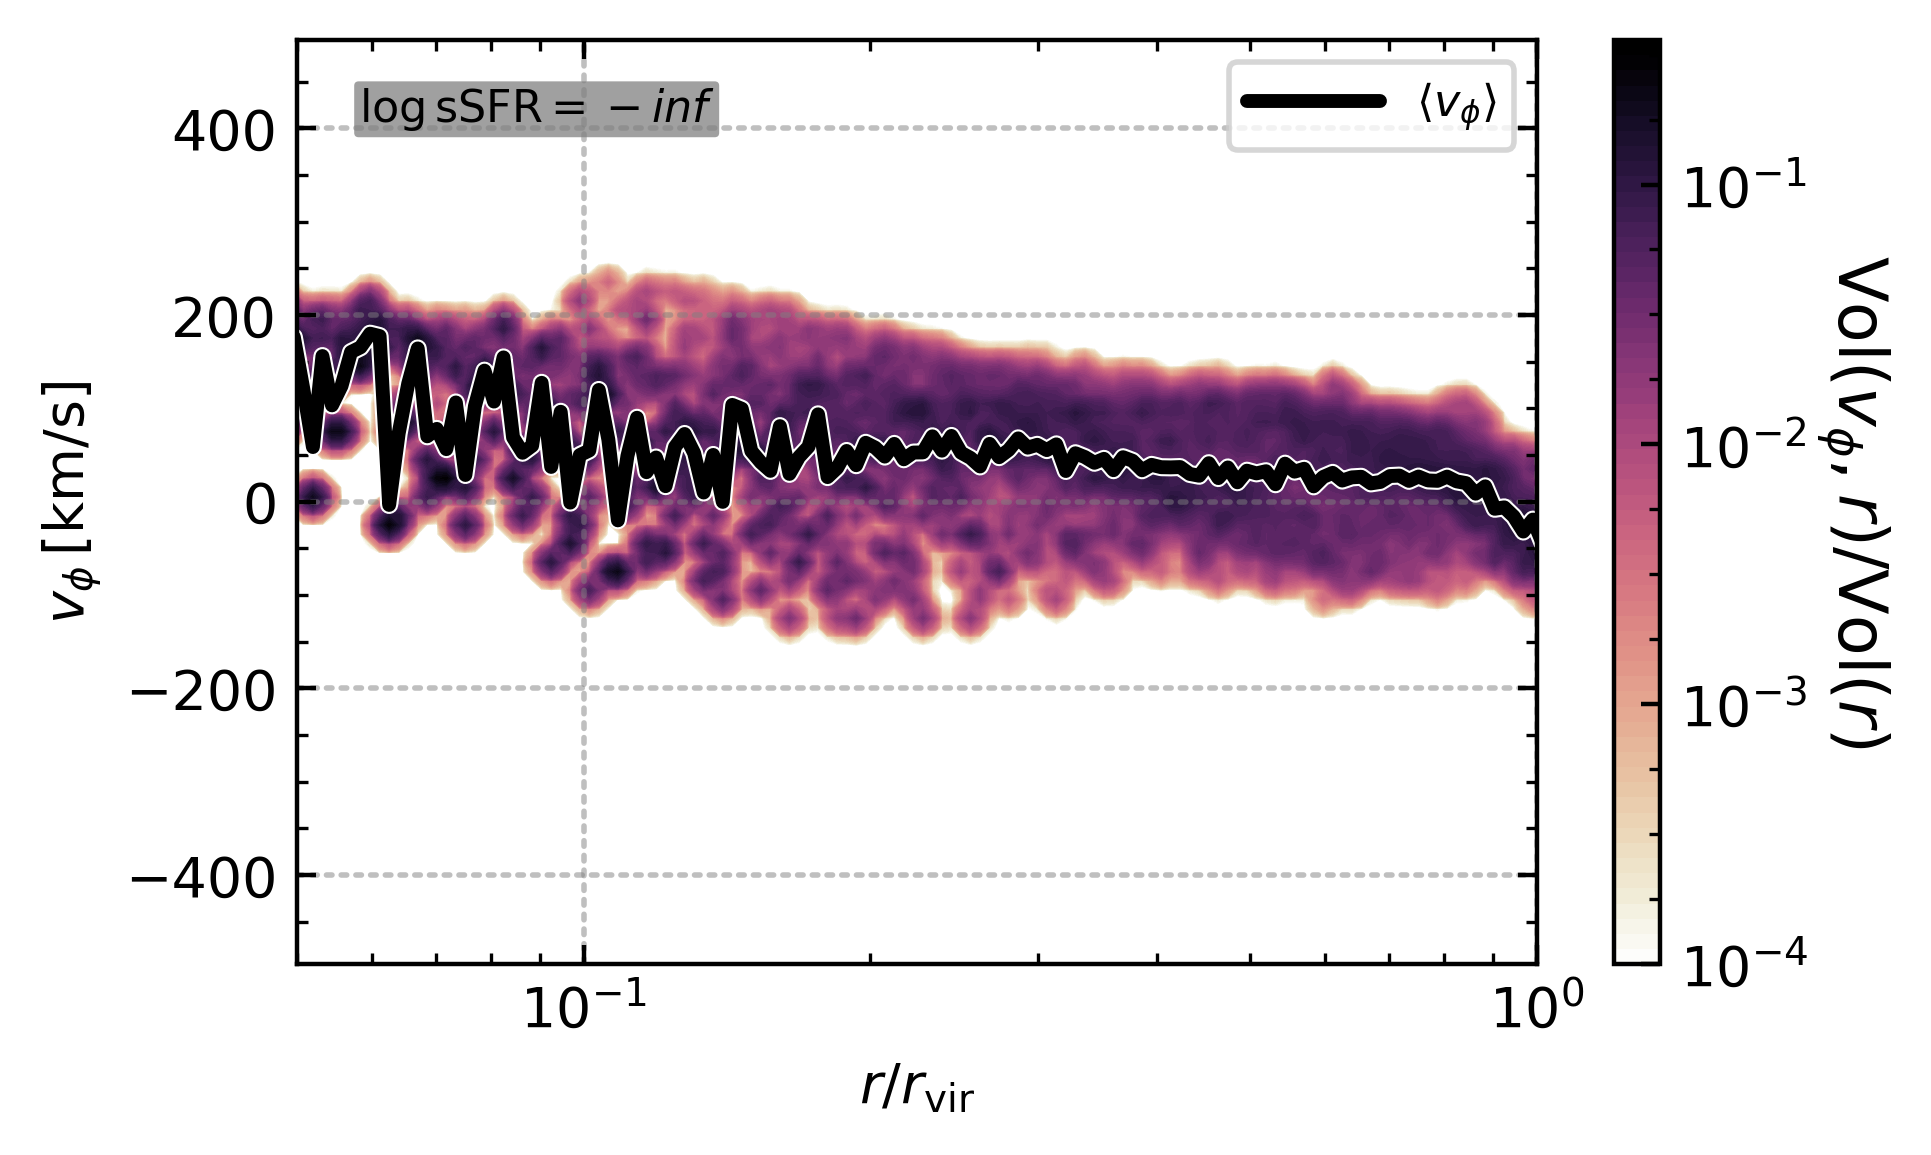 log sSFR = −inf
⟨v_ϕ⟩
400
200
0
−200
−400
v_ϕ [km/s]
10^−1
10^0
r/r_vir
10^−1
10^−2
10^−3
10^−4
Vol(v_ϕ, r)/Vol(r)